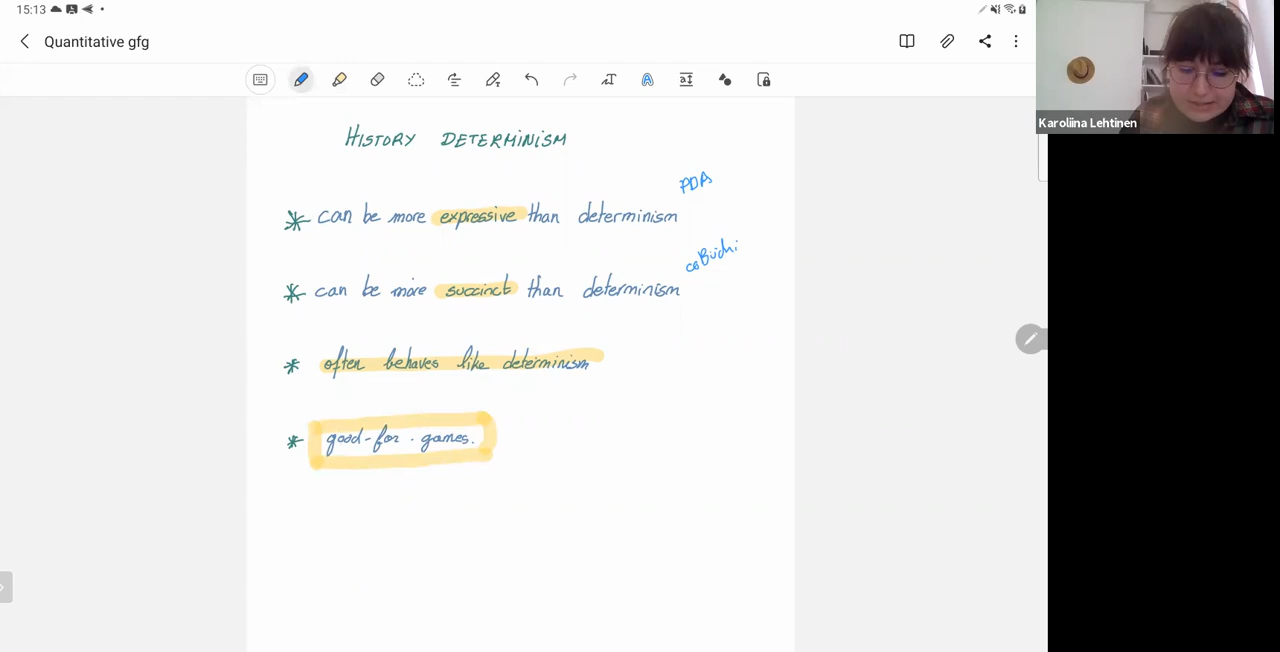 15:13
Quantitative gfg
Karoliina Lehtinen
HISTORY DETERMINISM
PDA
* can be more expressive than determinism
coBüchi
* can be more succinct than determinism
* often behaves like determinism
* good-for-games.